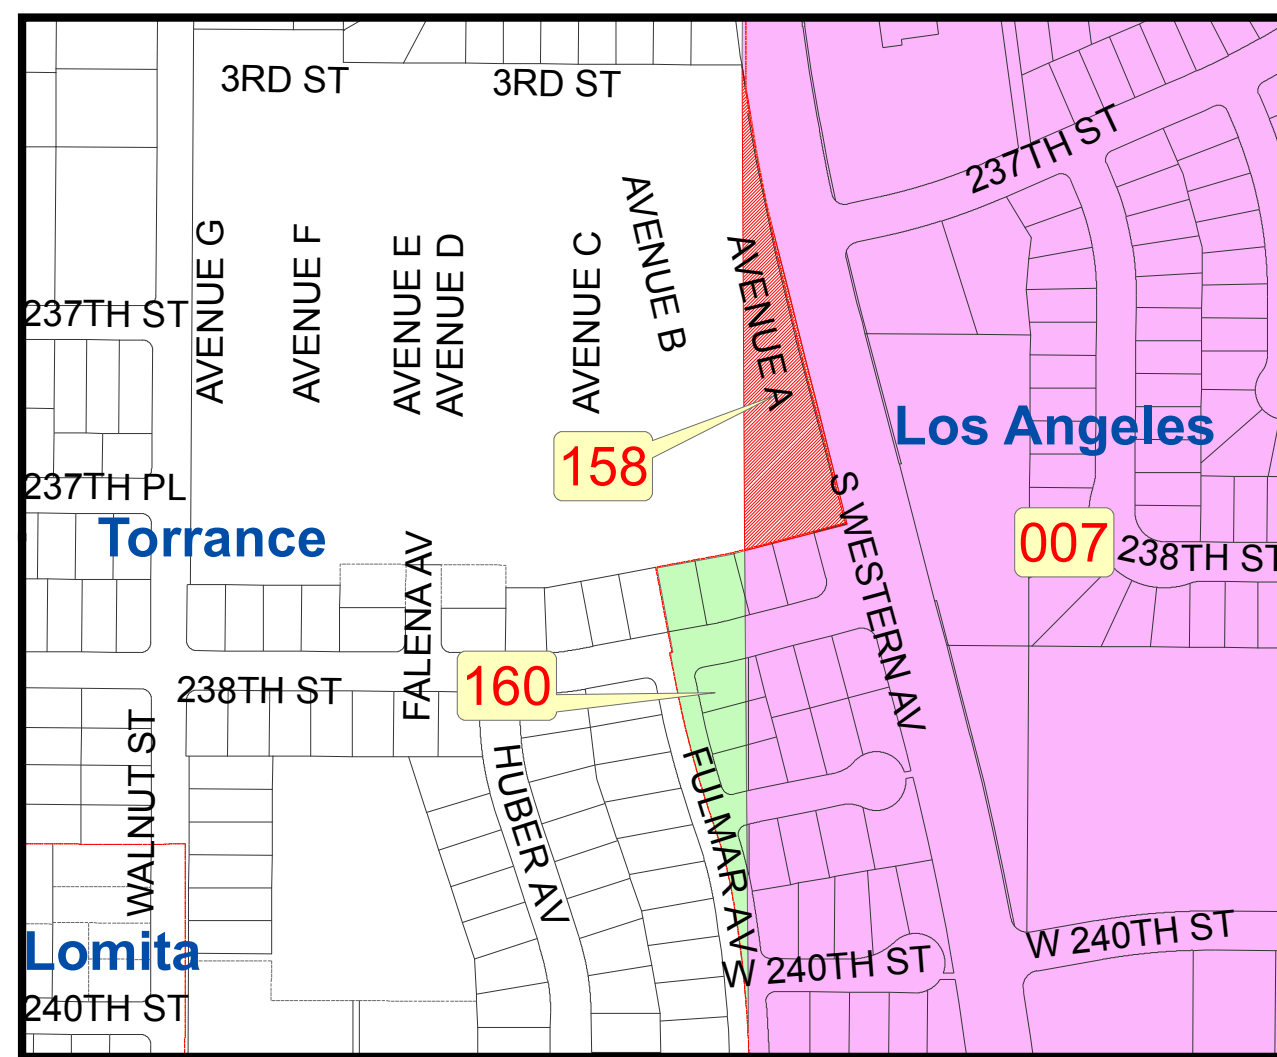 3RD ST
3RD ST
237TH ST
AVENUE B
AVENUE G
AVENUE F
AVENUE E
AVENUE D
AVENUE C
AVENUE A
237TH ST
Los Angeles
158
237TH PL
Torrance
S WESTERN AV
007
238TH ST
FALENA AV
238TH ST
160
WALNUT ST
HUBER AV
FULMAR AV
Lomita
W 240TH ST
W 240TH ST
240TH ST